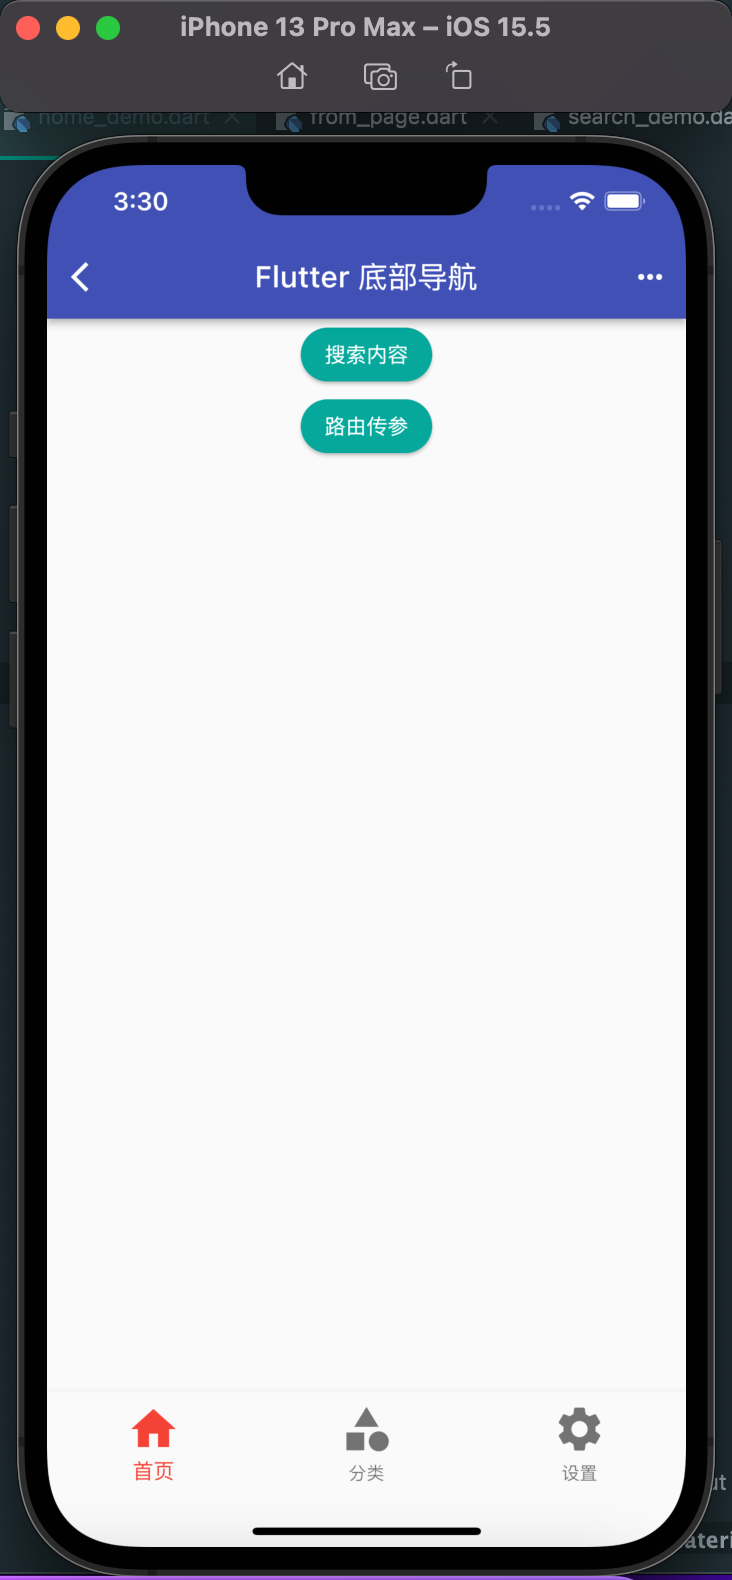 iPhone 13 Pro Max – iOS 15.5
home_demo.dart
from_page.dart
search_demo.da
3:30
Flutter 底部导航
搜索内容
路由传参
首页
分类
设置
ut
ateri